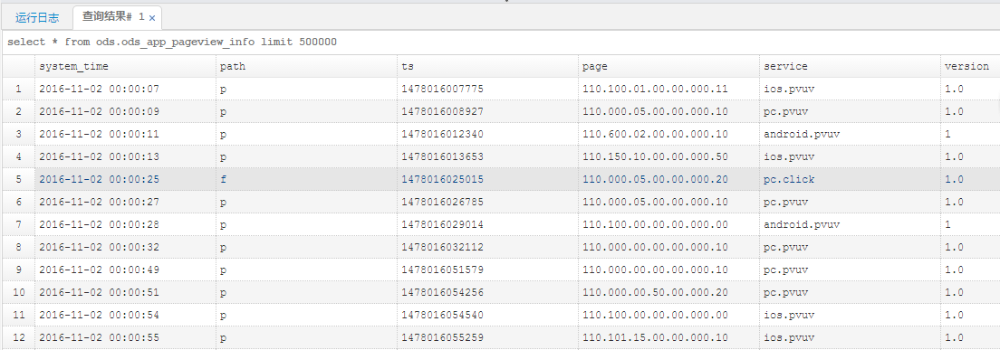 运行日志 查询结果# 1 ×
select * from ods.ods_app_pageview_info limit 500000
system_time path ts page service version
1 2016-11-02 00:00:07 p 1478016007775 110.100.01.00.00.000.11 ios.pvuv 1.0
2 2016-11-02 00:00:09 p 1478016008927 110.000.05.00.00.000.10 pc.pvuv 1.0
3 2016-11-02 00:00:11 p 1478016012340 110.600.02.00.00.000.10 android.pvuv 1
4 2016-11-02 00:00:13 p 1478016013653 110.150.10.00.00.000.50 ios.pvuv 1.0
5 2016-11-02 00:00:25 f 1478016025015 110.000.05.00.00.000.20 pc.click 1.0
6 2016-11-02 00:00:27 p 1478016026785 110.000.05.00.00.000.10 pc.pvuv 1.0
7 2016-11-02 00:00:28 p 1478016029014 110.100.00.00.00.000.00 android.pvuv 1
8 2016-11-02 00:00:32 p 1478016032112 110.000.00.00.00.000.10 pc.pvuv 1.0
9 2016-11-02 00:00:49 p 1478016051579 110.000.00.00.00.000.10 pc.pvuv 1.0
10 2016-11-02 00:00:51 p 1478016054256 110.000.00.50.00.000.20 pc.pvuv 1.0
11 2016-11-02 00:00:54 p 1478016054540 110.100.00.00.00.000.00 ios.pvuv 1.0
12 2016-11-02 00:00:55 p 1478016055259 110.101.15.00.00.000.10 ios.pvuv 1.0